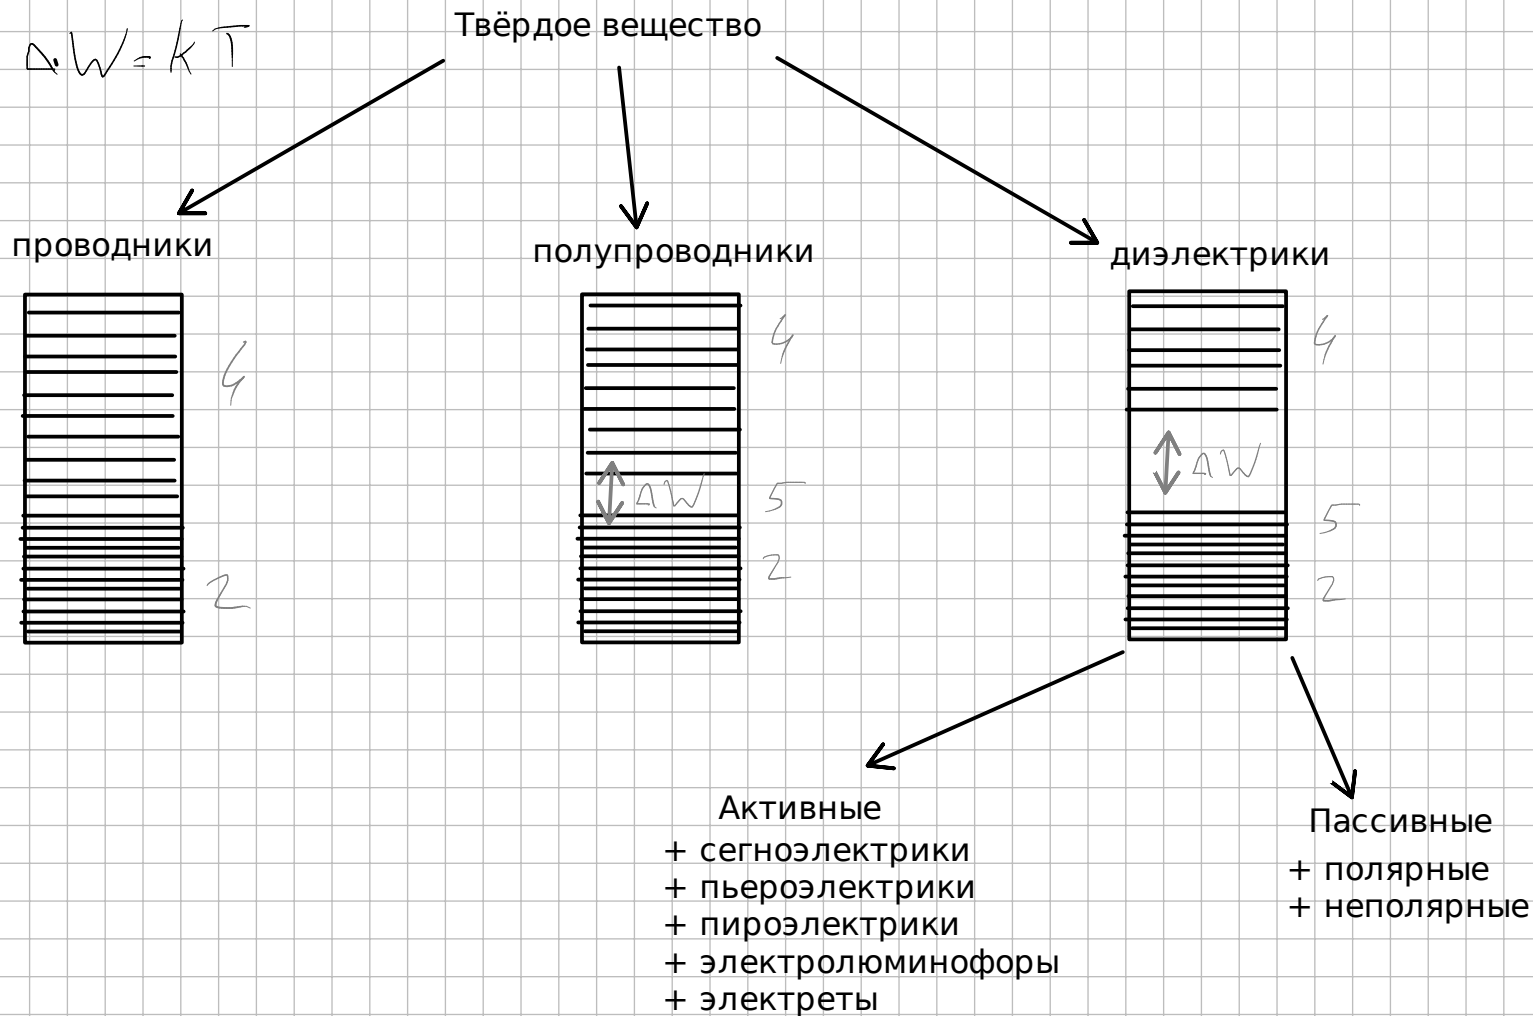 Твёрдое вещество
ΔW = kT
проводники
полупроводники
диэлектрики
4
4
4
ΔW
5
ΔW
5
2
2
2
Активные
+ сегноэлектрики
+ пьероэлектрики
+ пироэлектрики
+ электролюминофоры
+ электреты
Пассивные
+ полярные
+ неполярные